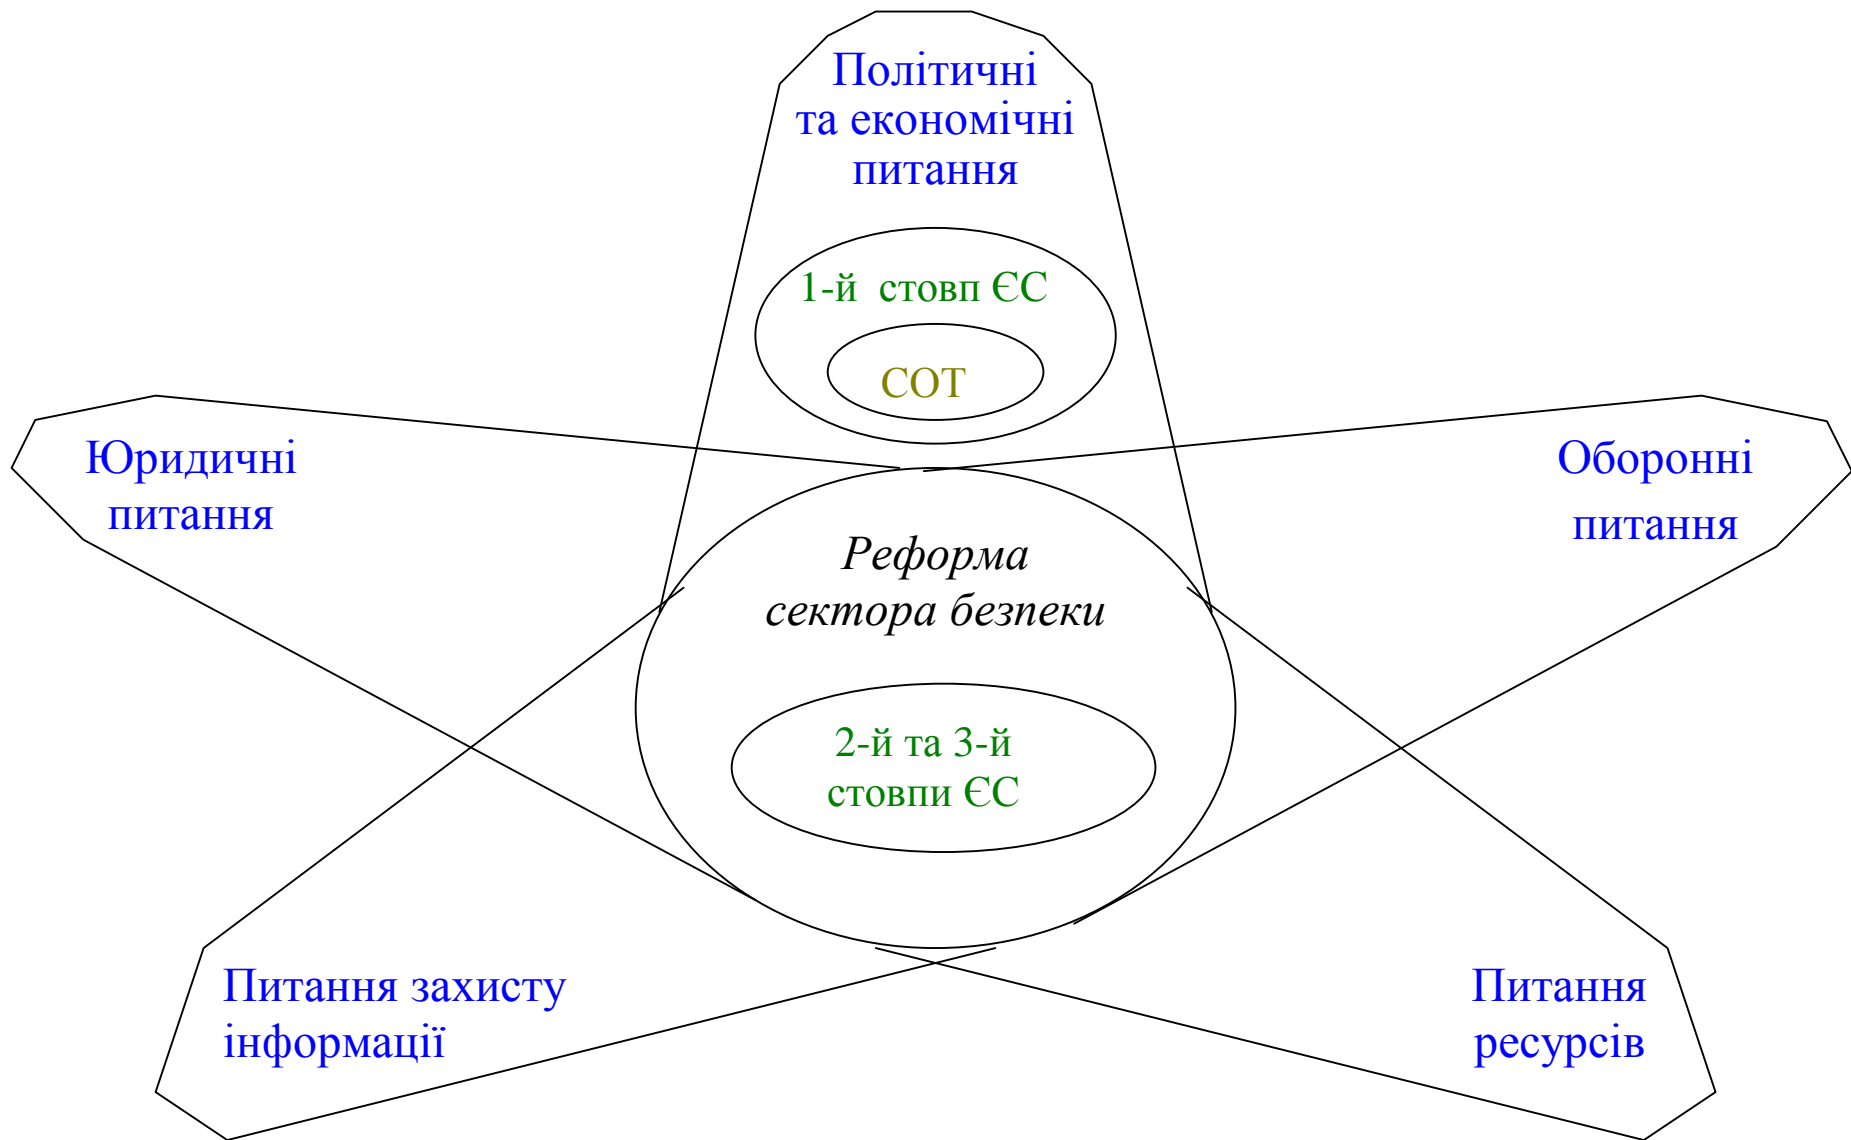 Політичні
та економічні
питання
1-й стовп ЄС
СОТ
Юридичні
питання
Оборонні
питання
Реформа
сектора безпеки
2-й та 3-й
стовпи ЄС
Питання захисту
інформації
Питання
ресурсів